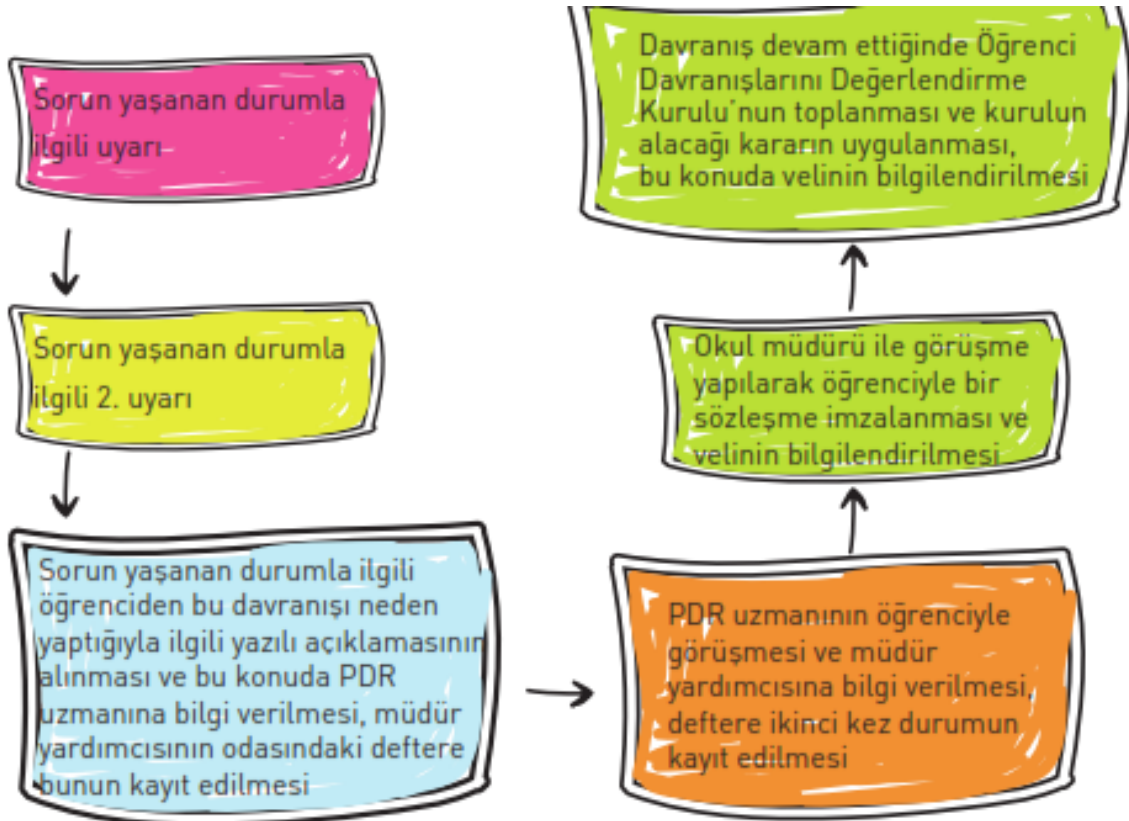 Sorun yaşanan durumla
ilgili uyarı
Sorun yaşanan durumla
ilgili 2. uyarı
Sorun yaşanan durumla ilgili
öğrenciden bu davranışı neden
yaptığıyla ilgili yazılı açıklamasının
alınması ve bu konuda PDR
uzmanına bilgi verilmesi, müdür
yardımcısının odasındaki deftere
bunun kayıt edilmesi
PDR uzmanının öğrenciyle
görüşmesi ve müdür
yardımcısına bilgi verilmesi,
deftere ikinci kez durumun
kayıt edilmesi
Okul müdürü ile görüşme
yapılarak öğrenciyle bir
sözleşme imzalanması ve
velinin bilgilendirilmesi
Davranış devam ettiğinde Öğrenci
Davranışlarını Değerlendirme
Kurulu'nun toplanması ve kurulun
alacağı kararın uygulanması,
bu konuda velinin bilgilendirilmesi